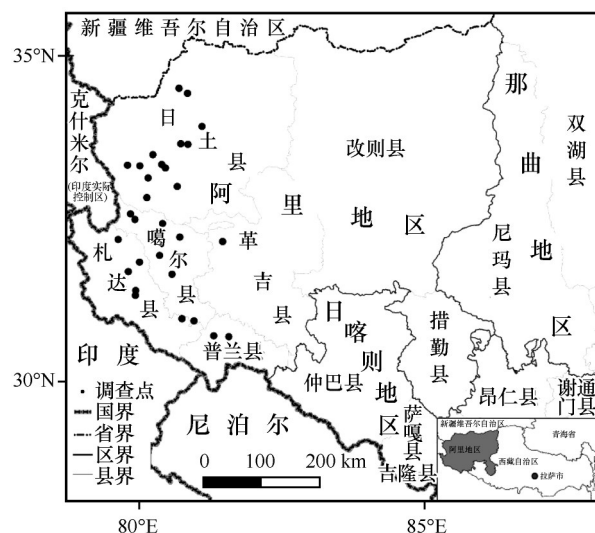 新疆维吾尔自治区
35°N
克什米尔
(印度实际
控制区)
日土县
改则县
那曲地区
双湖县
阿里地区
尼玛县
噶尔县
革吉县
札达县
普兰县
日喀则地区
措勤县
仲巴县
昂仁县
谢通
门县
萨嘎县
吉隆县
印度
尼泊尔
30°N
调查点
国界
省界
区界
县界
0 100 200 km
新疆维吾尔自治区
青海省
阿里地区
西藏自治区
拉萨市
80°E
85°E